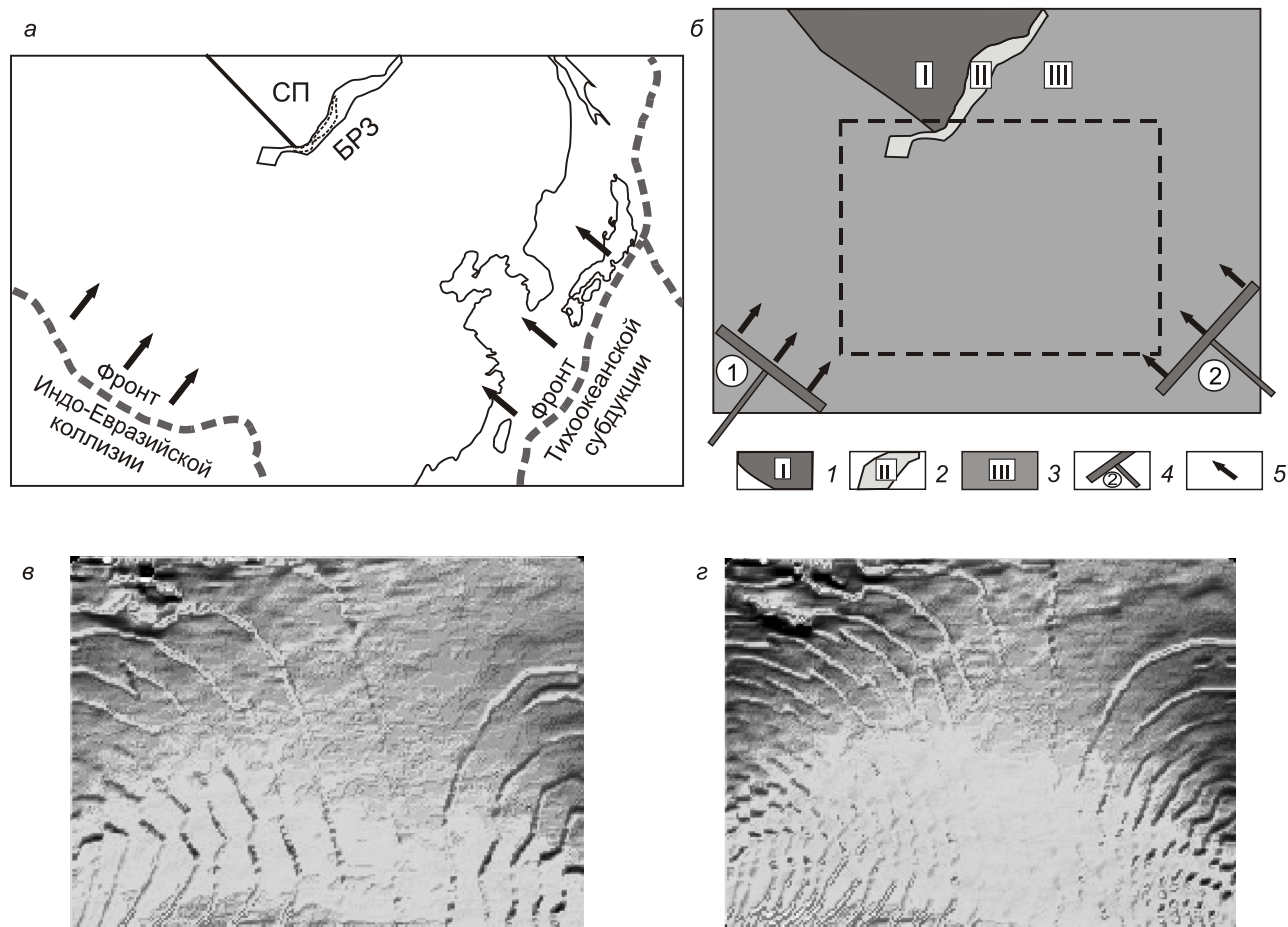 а
СП
БРЗ
Фронт
Индо-Евразийской
коллизии
Фронт
Тихоокеанской
субдукции
б
I
II
III
1
2
I
1
II
2
III
3
2
4
5
в
г